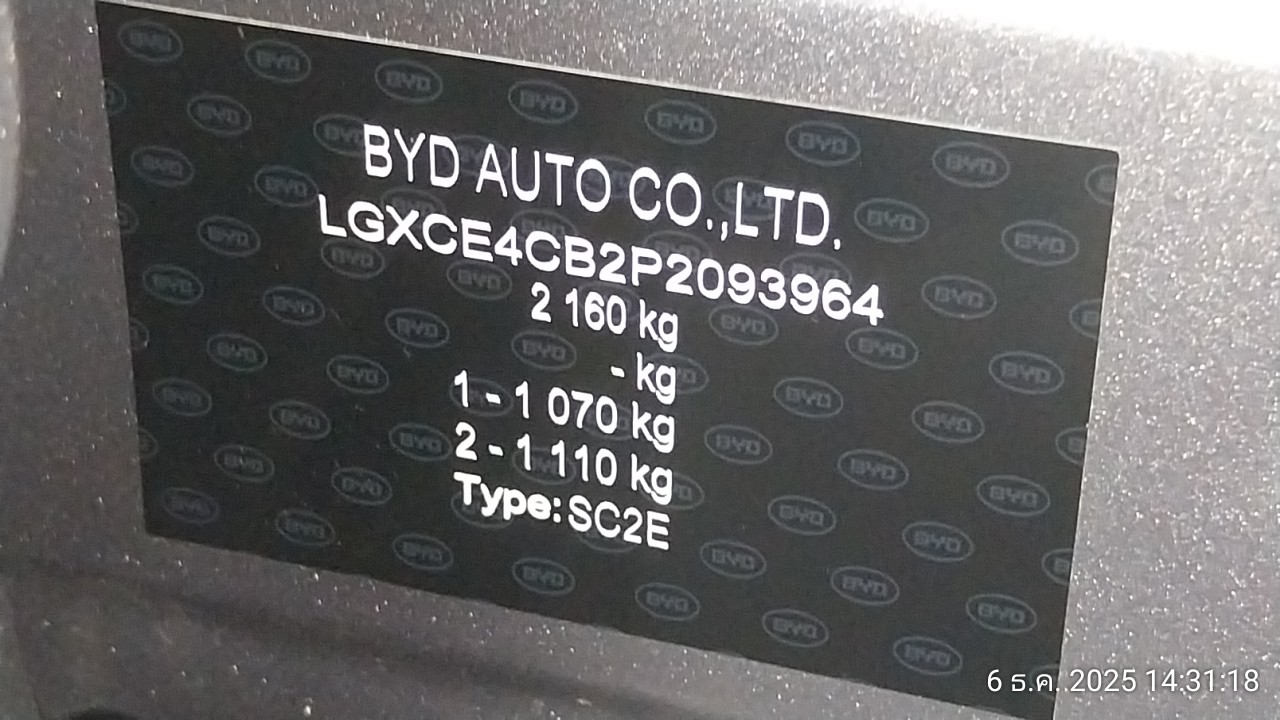 BYD AUTO CO.,LTD.
LGXCE4CB2P2093964
2 160 kg
- kg
1 - 1 070 kg
2 - 1 110 kg
Type: SC2E
6 ธ.ค. 2025 14:31:18